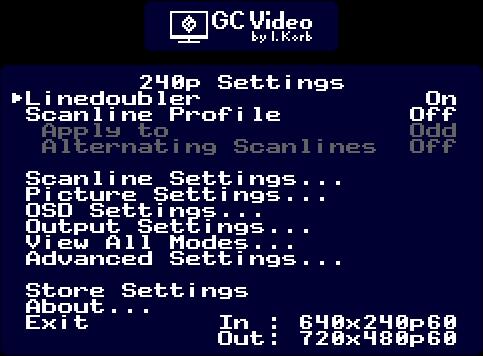 GC Video
by I. Korb
240p Settings
Linedoubler On
Scanline Profile Off
Apply to Odd
Alternating Scanlines Off
Scanline Settings...
Picture Settings...
OSD Settings...
Output Settings...
View All Modes...
Advanced Settings...
Store Settings
About...
Exit In : 640x240p60
Out: 720x480p60